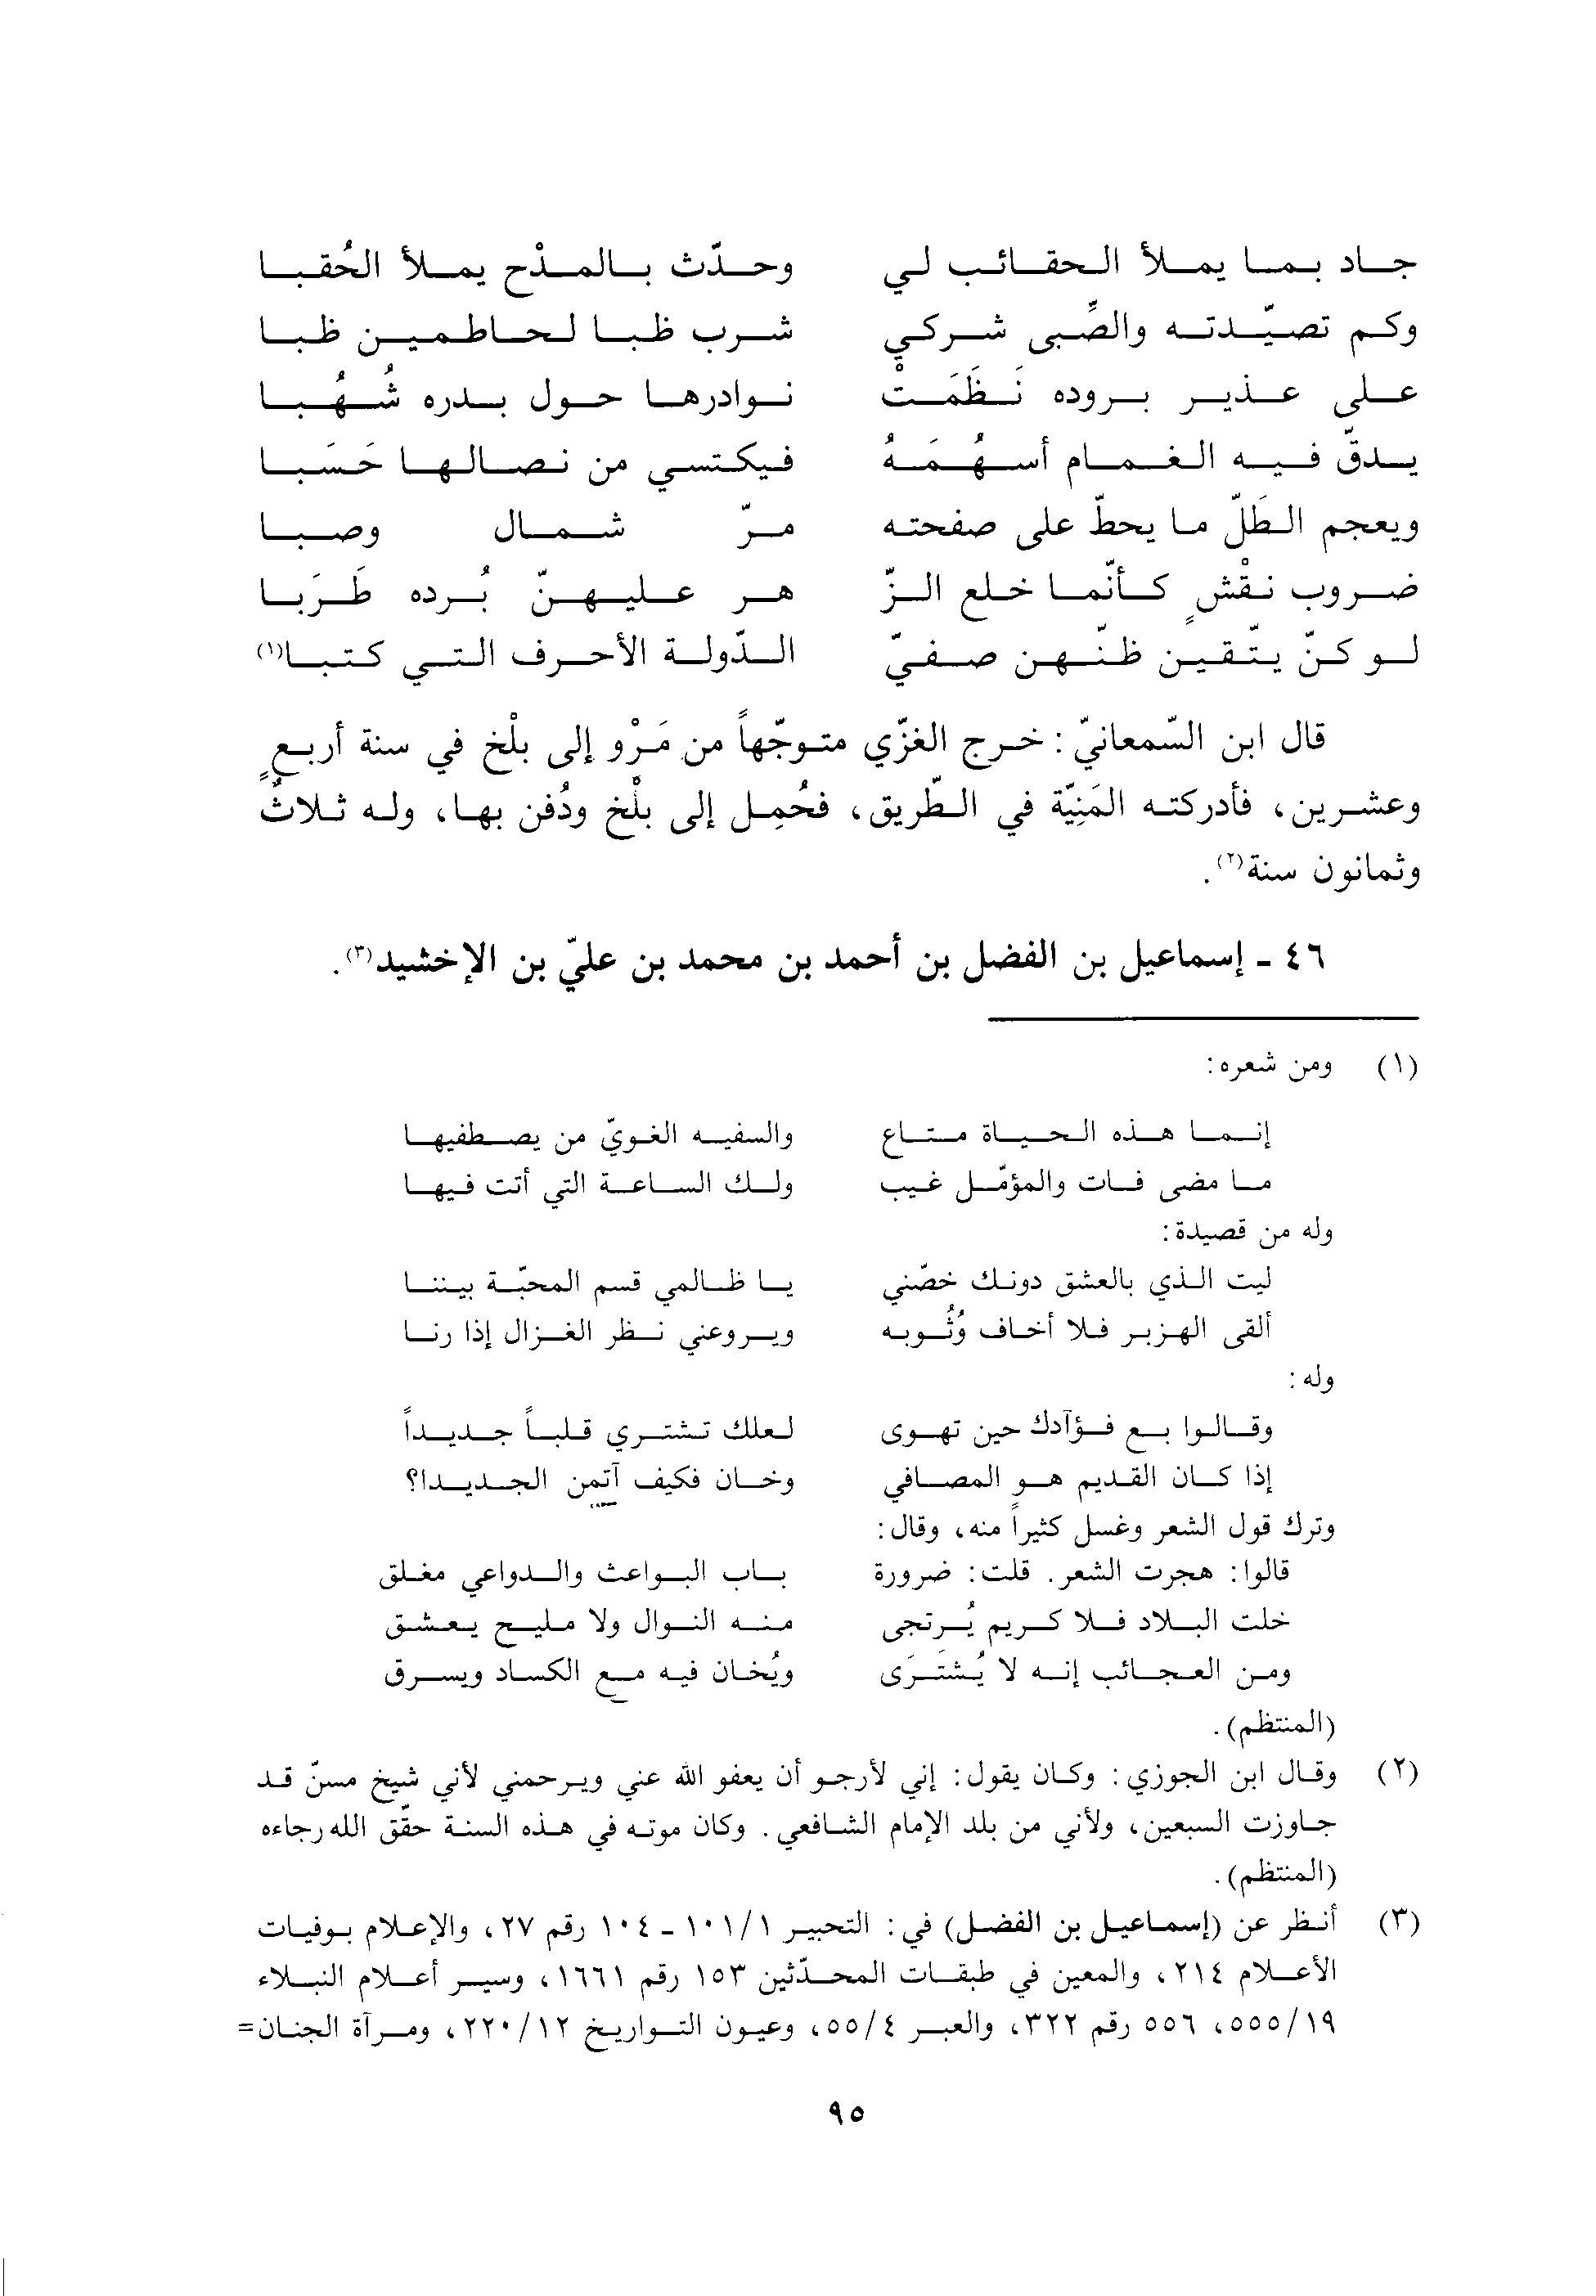 جاد بما يملأ الحقائب لي وحدّث بالمذْح يملأ الحُقبا
وكم تصيّدته والصِّبى شركي شرب ظبا لحاطمين ظبا
على عذير بروده نَظَمَتْ نوادرها حول بدره شُهُبا
يدقّ فيه الغمام أسهُمَهُ فيكتسي من نصالها حَسَبا
ويعجم الطَلّ ما يحطّ على صفحته مرّ شمال وصبا
ضروب نقْشٍ كأنّما خلع الزّ هر عليهنّ بُرده طَرَبا
لو كنّ يتّقين ظنّهن صفيّ الدّولة الأحرف التي كتبا(١)
قال ابن السّمعانيّ: خرج الغزّي متوجّهاً من مَرْو إلى بلْخ في سنة أربعٍ
وعشرين، فأدركته المَنِيّة في الطّريق، فحُمِل إلى بلْخ ودُفن بها، وله ثلاثٌ
وثمانون سنة(٢).
٤٦ - إسماعيل بن الفضل بن أحمد بن محمد بن عليّ بن الإخشيد(٣).
(١) ومن شعره:
إنما هذه الحياة متاع والسفيه الغويّ من يصطفيها
ما مضى فات والمؤمّل غيب ولك الساعة التي أتت فيها
وله من قصيدة:
ليت الذي بالعشق دونك خصّني يا ظالمي قسم المحبّة بيننا
ألقى الهزبر فلا أخاف وُثُوبه ويروعني نظر الغزال إذا رنا
وله:
وقالوا بع فؤآدك حين تهوى لعلك تشتري قلباً جديداً
إذا كان القديم هو المصافي وخان فكيف آتمن الجديدا؟
وترك قول الشعر وغسل كثيراً منه، وقال:
قالوا: هجرت الشعر. قلت: ضرورة باب البواعث والدواعي مغلق
خلت البلاد فلا كريم يُرتجى منه النوال ولا مليح يعشق
ومن العجائب إنه لا يُشتَرَى ويُخان فيه مع الكساد ويسرق
(المنتظم).
(٢) وقال ابن الجوزي: وكان يقول: إني لأرجو أن يعفو الله عني ويرحمني لأني شيخ مسنّ قد
جاوزت السبعين، ولأني من بلد الإمام الشافعي. وكان موته في هذه السنة حقّق الله رجاءه
(المنتظم).
(٣) أنظر عن (إسماعيل بن الفضل) في: التحبير ١٠١/١ - ١٠٤ رقم ٢٧، والإعلام بوفيات
الأعلام ٢١٤، والمعين في طبقات المحدّثين ١٥٣ رقم ١٦٦١، وسير أعلام النبلاء
٥٥٥/١٩، ٥٥٦ رقم ٣٢٢، والعبر ٥٥/٤، وعيون التواريخ ٢٢٠/١٢، ومرآة الجنان=
٩٥